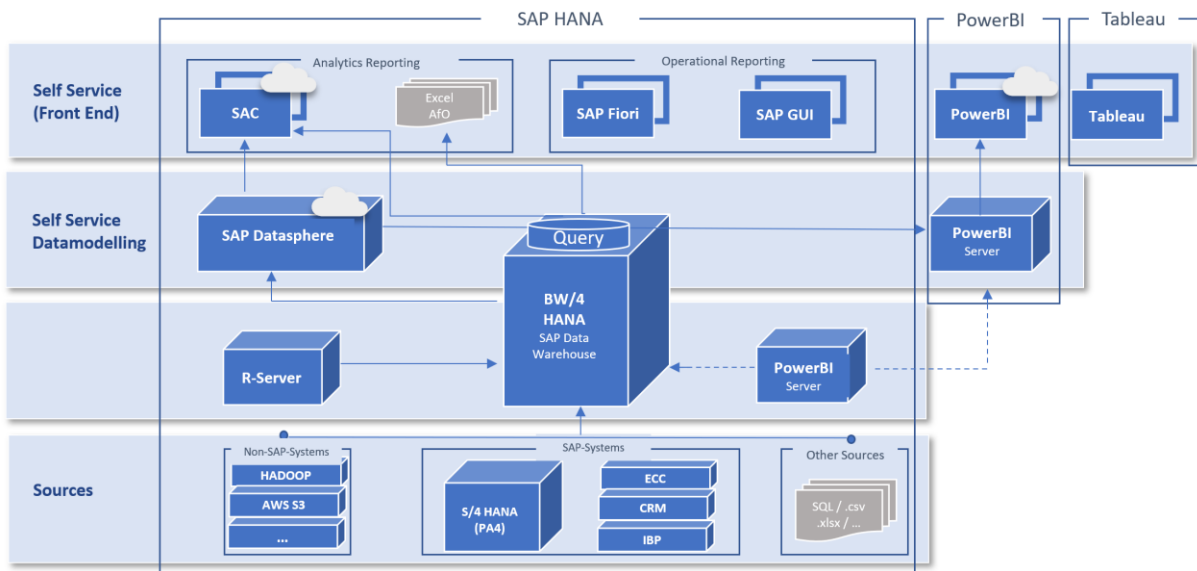 SAP HANA
PowerBI
Tableau
Self Service
(Front End)
Analytics Reporting
SAC
Excel
AfO
Operational Reporting
SAP Fiori
SAP GUI
PowerBI
Tableau
Self Service
Datamodelling
SAP Datasphere
Query
PowerBI
Server
BW/4
HANA
SAP Data
Warehouse
R-Server
PowerBI
Server
Sources
Non-SAP-Systems
HADOOP
AWS S3
...
SAP-Systems
S/4 HANA
(PA4)
ECC
CRM
IBP
Other Sources
SQL / .csv
.xlsx / ...